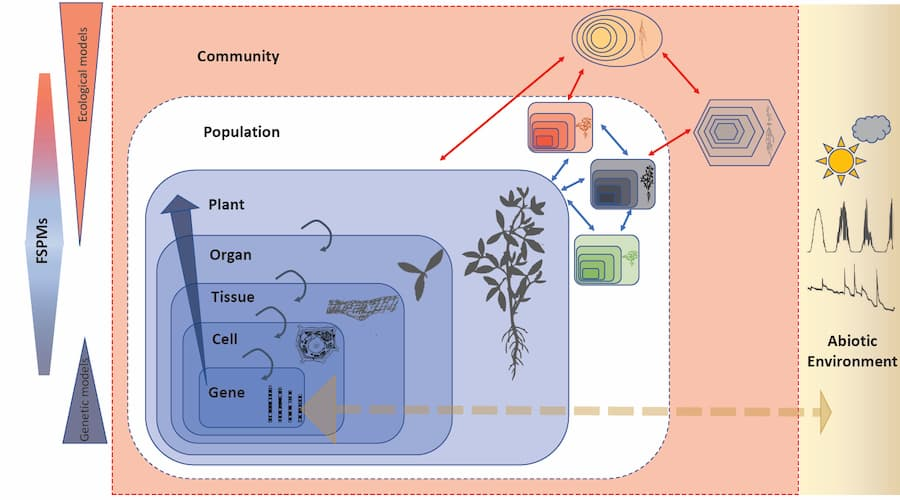 Community
Population
Plant
Organ
Tissue
Cell
Gene
Ecological models
FSPMs
Genetic models
Abiotic
Environment